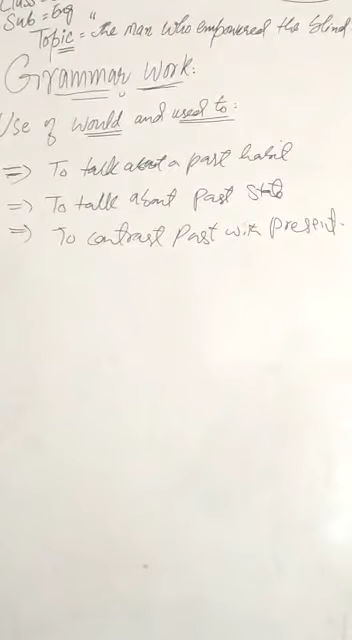 Class
Sub = Eng
Topic = "The man who empowered the blind
Grammar Work:
Use of would and used to:
⇒ To talk about a past habit
⇒ To talk about Past State
⇒ To contrast Past with Present.